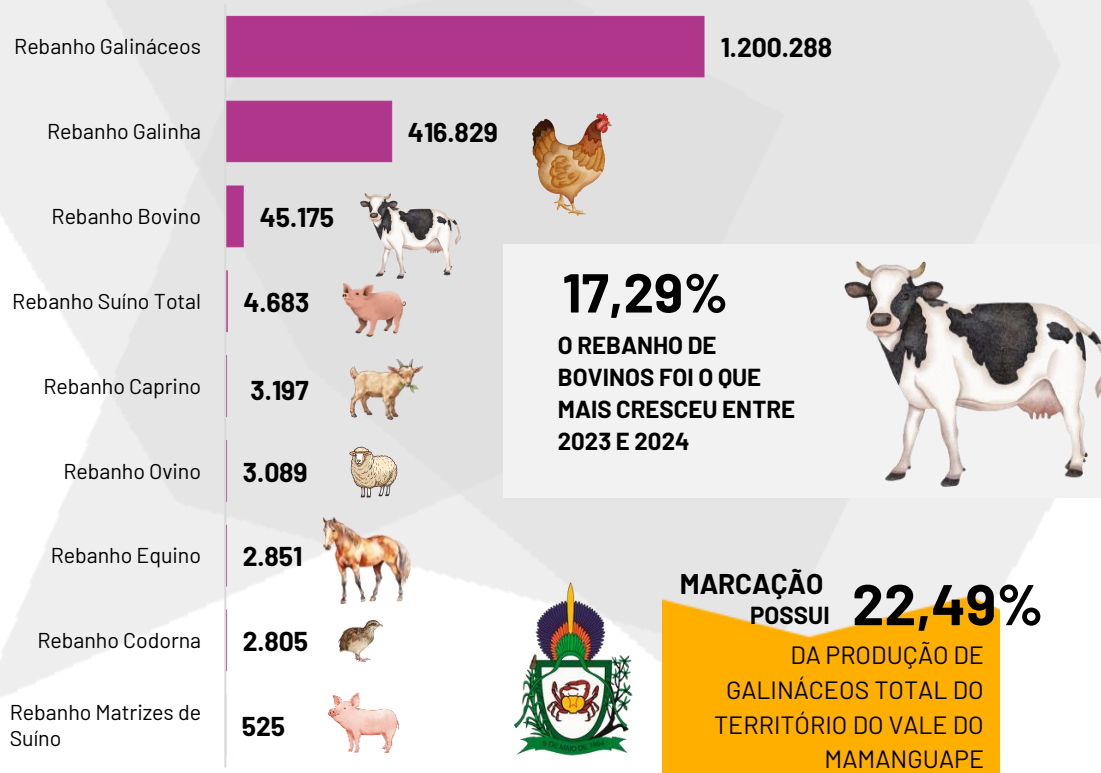 Rebanho Galináceos
1.200.288
Rebanho Galinha
416.829
Rebanho Bovino
45.175
Rebanho Suíno Total
4.683
Rebanho Caprino
3.197
Rebanho Ovino
3.089
Rebanho Equino
2.851
Rebanho Codorna
2.805
Rebanho Matrizes de
Suíno
525
17,29%
O REBANHO DE
BOVINOS FOI O QUE
MAIS CRESCEU ENTRE
2023 E 2024
MARCAÇÃO
POSSUI
22,49%
DA PRODUÇÃO DE
GALINÁCEOS TOTAL DO
TERRITÓRIO DO VALE DO
MAMANGUAPE